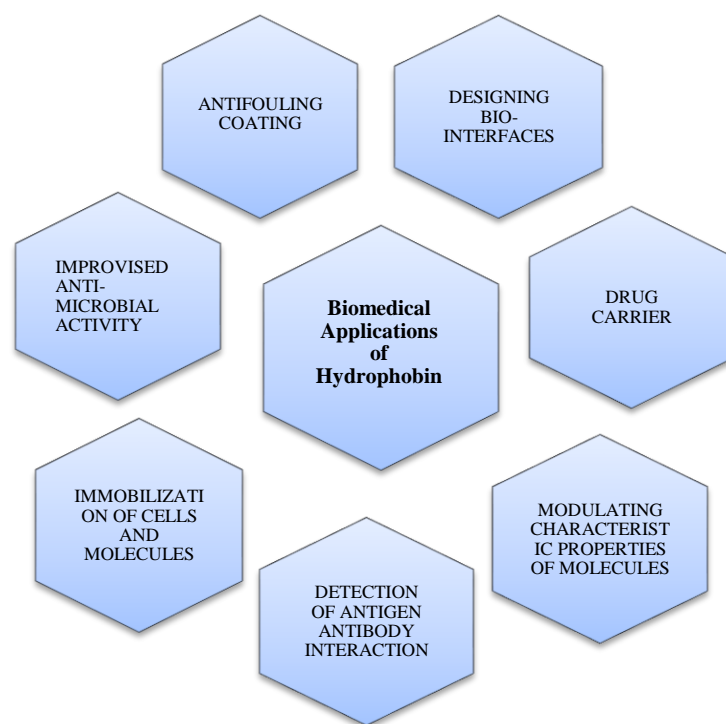 ANTIFOULING
COATING
DESIGNING
BIO-
INTERFACES
IMPROVISED
ANTI-
MICROBIAL
ACTIVITY
Biomedical
Applications
of
Hydrophobin
DRUG
CARRIER
IMMOBILIZATI
ON OF CELLS
AND
MOLECULES
MODULATING
CHARACTERIST
IC PROPERTIES
OF MOLECULES
DETECTION
OF ANTIGEN
ANTIBODY
INTERACTION